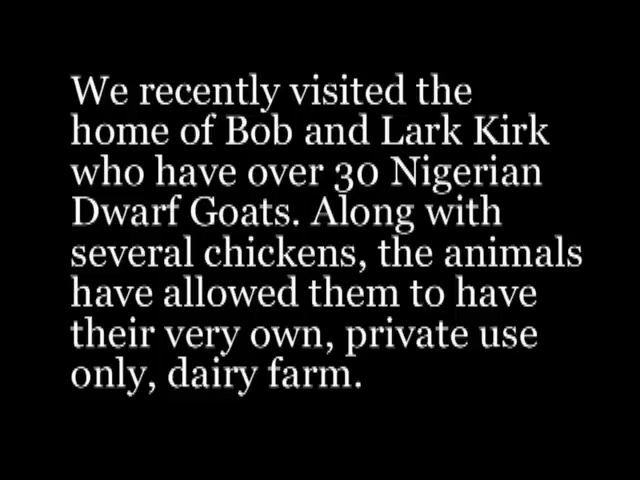 We recently visited the
home of Bob and Lark Kirk
who have over 30 Nigerian
Dwarf Goats. Along with
several chickens, the animals
have allowed them to have
their very own, private use
only, dairy farm.